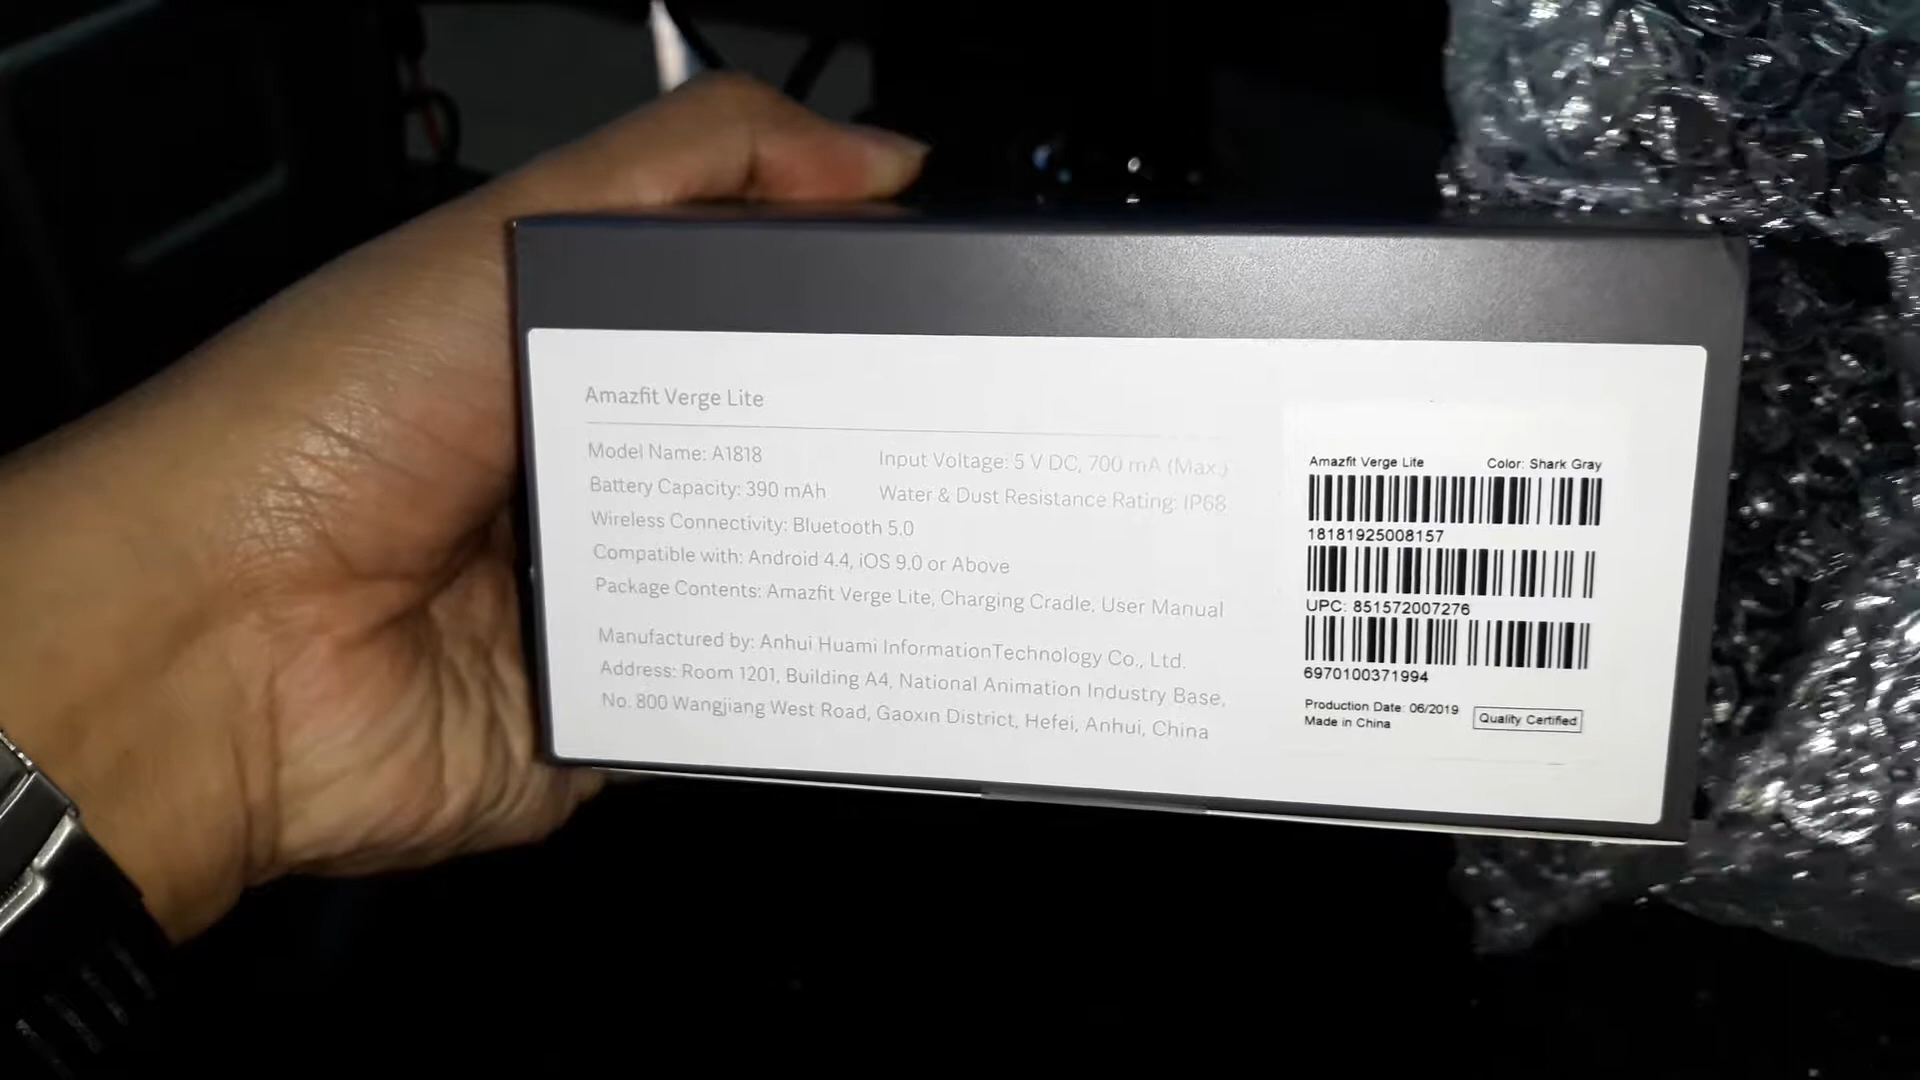 Amazfit Verge Lite
Model Name: A1818
Input Voltage: 5 V DC, 700 mA (Max.)
Battery Capacity: 390 mAh
Water & Dust Resistance Rating: IP68
Wireless Connectivity: Bluetooth 5.0
Compatible with: Android 4.4, iOS 9.0 or Above
Package Contents: Amazfit Verge Lite, Charging Cradle, User Manual
Manufactured by: Anhui Huami InformationTechnology Co., Ltd.
Address: Room 1201, Building A4, National Animation Industry Base,
No. 800 Wangjiang West Road, Gaoxin District, Hefei, Anhui, China
Amazfit Verge Lite Color: Shark Gray
18181925008157
UPC: 851572007276
6970100371994
Production Date: 06/2019
Made in China
Quality Certified